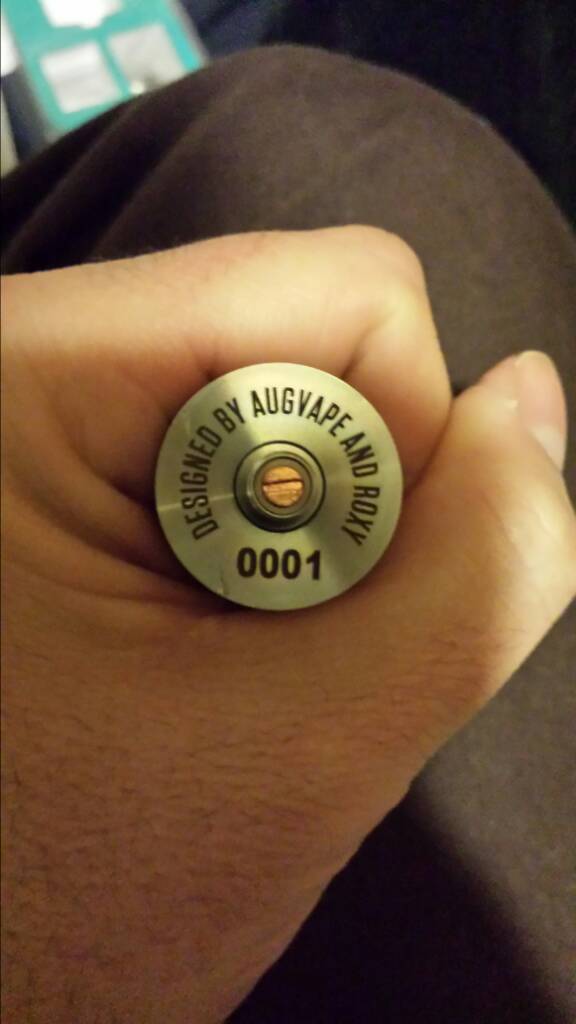 DESIGNED BY AUGVAPE AND ROXY
0001